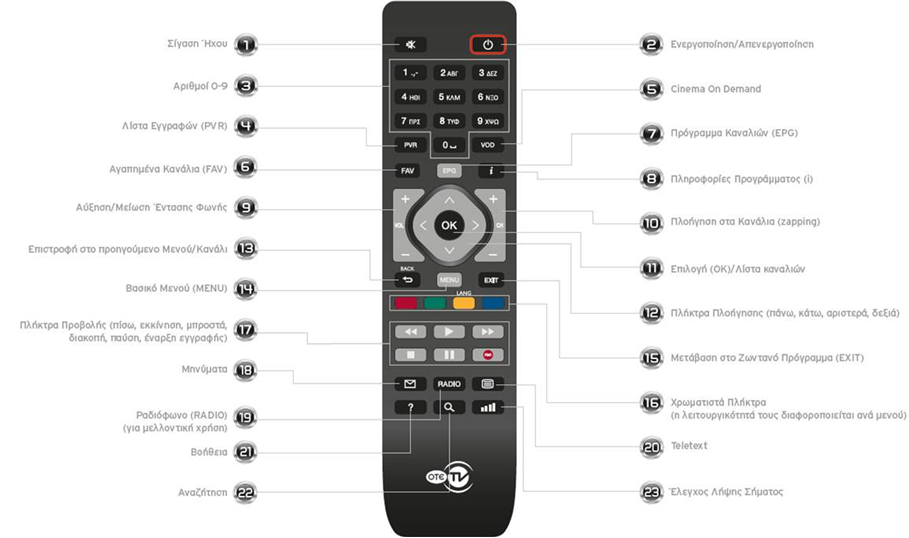 1 Σίγαση Ήχου
2 Ενεργοποίηση/Απενεργοποίηση
3 Αριθμοί 0-9
4 Λίστα Εγγραφών (PVR)
5 Cinema On Demand
6 Αγαπημένα Κανάλια (FAV)
7 Πρόγραμμα Καναλιών (EPG)
8 Πληροφορίες Προγράμματος (i)
9 Αύξηση/Μείωση Έντασης Φωνής
10 Πλοήγηση στα Κανάλια (zapping)
11 Επιλογή (OK)/Λίστα καναλιών
12 Πλήκτρα Πλοήγησης (πάνω, κάτω, αριστερά, δεξιά)
13 Επιστροφή στο προηγούμενο Μενού/Κανάλι
14 Βασικό Μενού (MENU)
15 Μετάβαση στο Ζωντανό Πρόγραμμα (EXIT)
16 Χρωματιστά Πλήκτρα
(η λειτουργικότητά τους διαφοροποιείται ανά μενού)
17 Πλήκτρα Προβολής (πίσω, εκκίνηση, μπροστά,
διακοπή, παύση, έναρξη εγγραφής)
18 Μηνύματα
19 Ραδιόφωνο (RADIO)
(για μελλοντική χρήση)
20 Teletext
21 Βοήθεια
22 Αναζήτηση
23 Έλεγχος Λήψης Σήματος
1 .,- 2 ΑΒΓ 3 ΔΕΖ
4 ΗΘΙ 5 ΚΛΜ 6 ΝΞΟ
7 ΠΡΣ 8 ΤΥΦ 9 ΧΨΩ
PVR 0 VOD
FAV EPG i
+ +
VOL < OK > CH
- -
BACK
MENU EXIT
LANG
RADIO
?
OTE TV